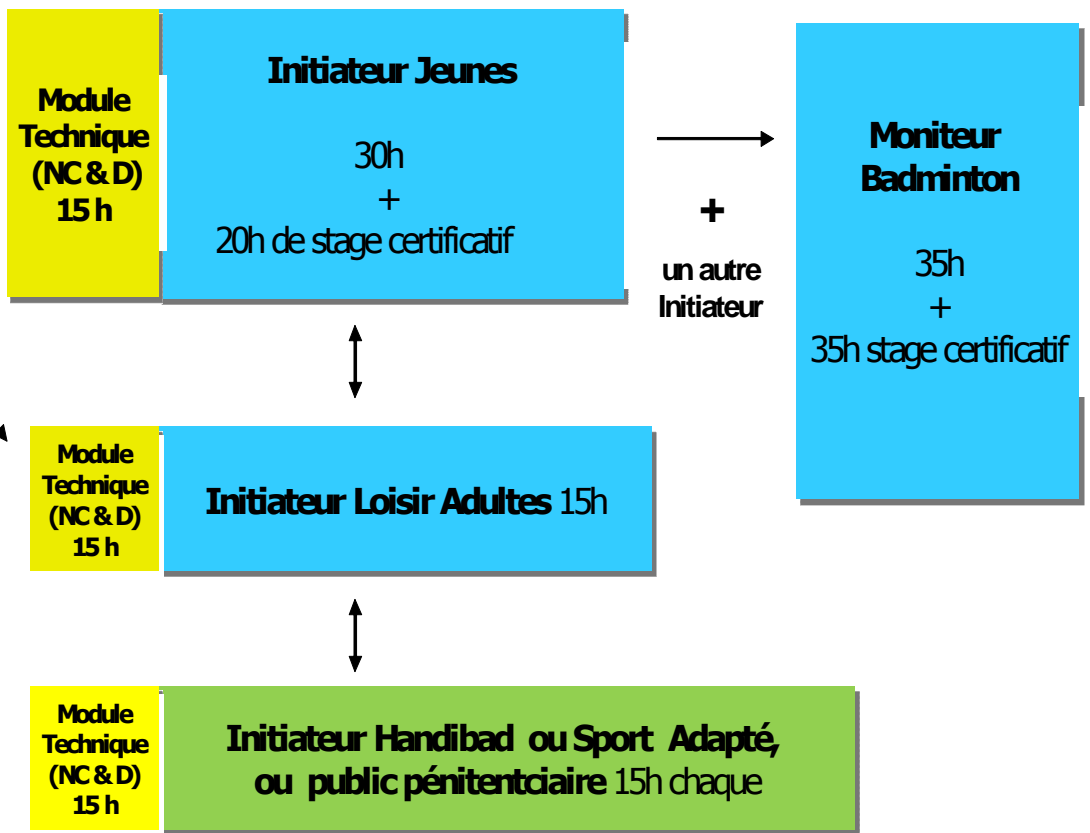 Module
Technique
(NC & D)
15 h
Initiateur Jeunes
30h
+
20h de stage certificatif
+
un autre
Initiateur
Moniteur
Badminton
35h
+
35h stage certificatif
Module
Technique
(NC & D)
15 h
Initiateur Loisir Adultes 15h
Module
Technique
(NC & D)
15 h
Initiateur Handibad ou Sport Adapté,
ou public pénitentciaire 15h chaque